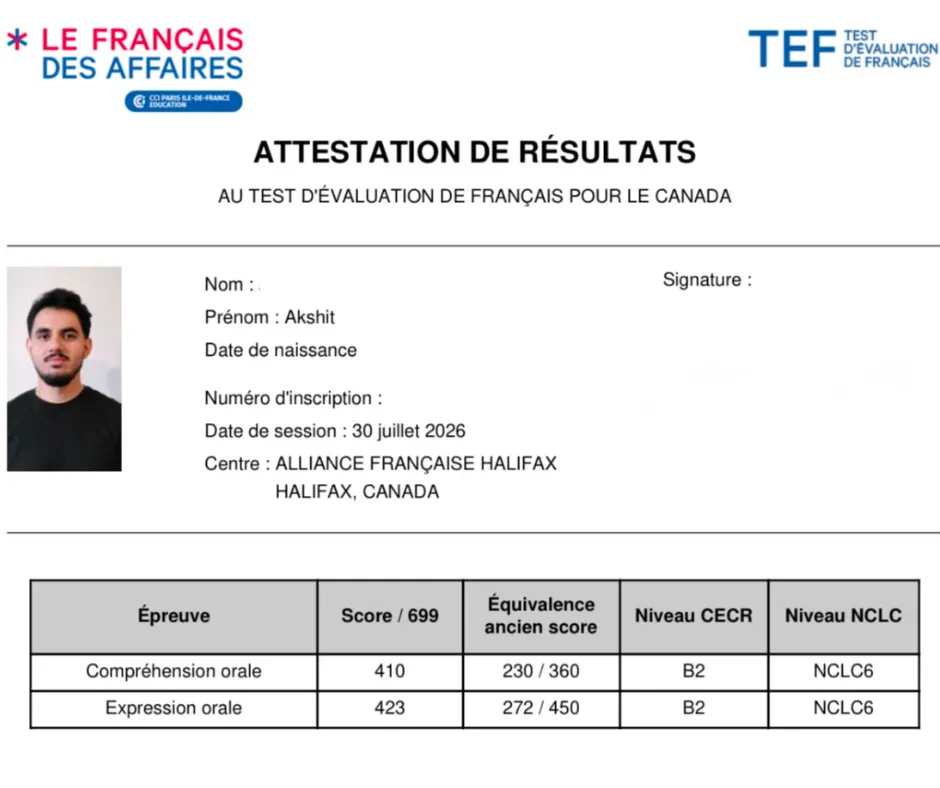 * LE FRANÇAIS
DES AFFAIRES
CCI PARIS ILE-DE-FRANCE
EDUCATION
TEF TEST
D'ÉVALUATION
DE FRANÇAIS
ATTESTATION DE RÉSULTATS
AU TEST D'ÉVALUATION DE FRANÇAIS POUR LE CANADA
Nom :
Signature :
Prénom : Akshit
Date de naissance
Numéro d'inscription :
Date de session : 30 juillet 2026
Centre : ALLIANCE FRANÇAISE HALIFAX
HALIFAX, CANADA
Épreuve Score / 699 Équivalence ancien score Niveau CECR Niveau NCLC
Compréhension orale 410 230 / 360 B2 NCLC6
Expression orale 423 272 / 450 B2 NCLC6